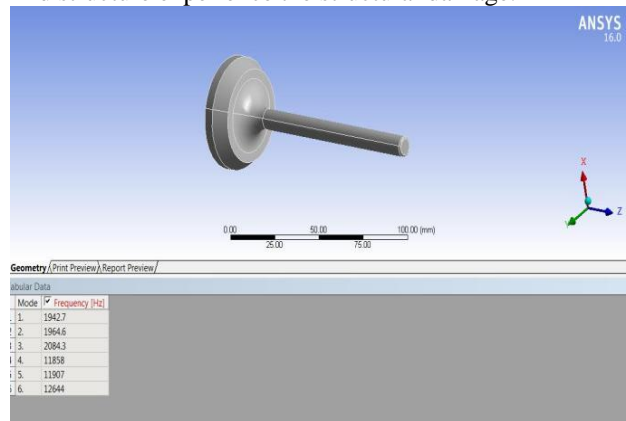 ANSYS
16.0
X
Y
Z
0.00 50.00 100.00 (mm)
25.00 75.00
Geometry Print Preview Report Preview
abular Data
Mode Frequency [Hz]
1. 1942.7
2. 1964.6
3. 2084.3
4. 11858
5. 11907
6. 12644